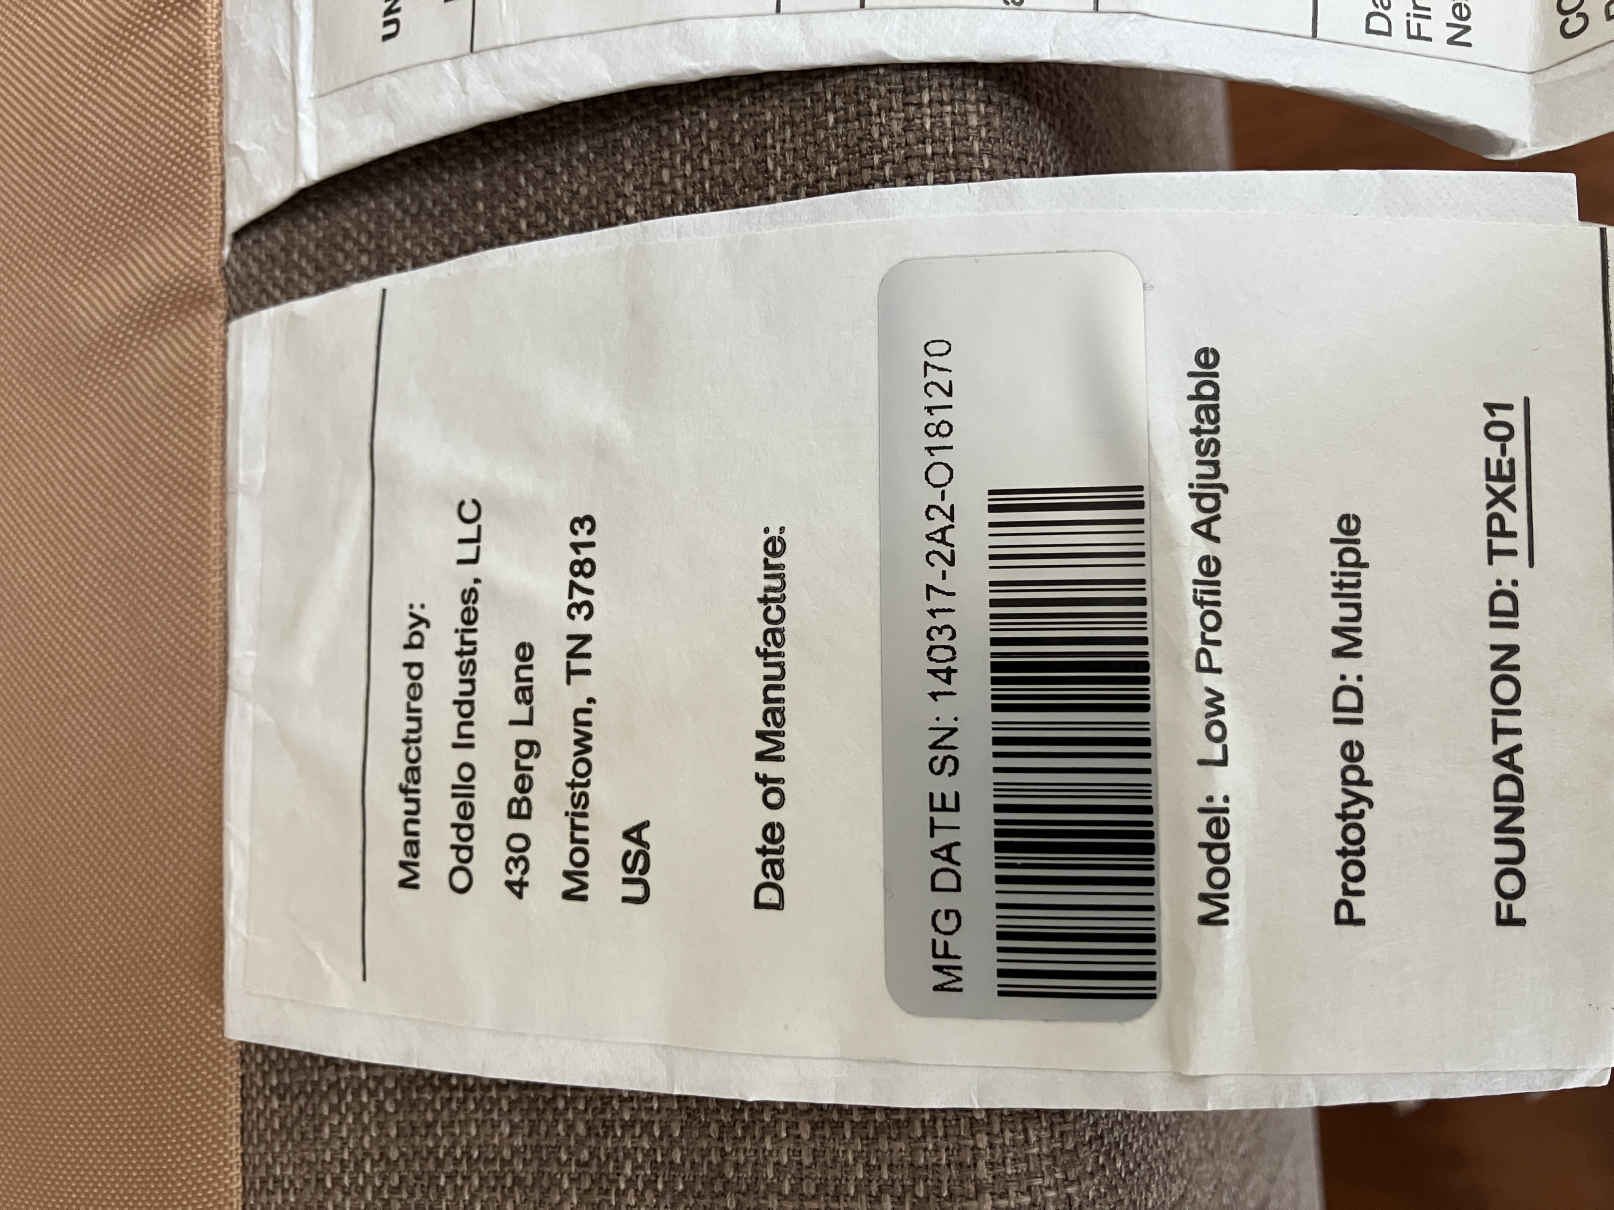 Manufactured by:
Oddello Industries, LLC
430 Berg Lane
Morristown, TN 37813
USA
Date of Manufacture:
MFG DATE SN: 140317-2A2-O181270
Model: Low Profile Adjustable
Prototype ID: Multiple
FOUNDATION ID: TPXE-01